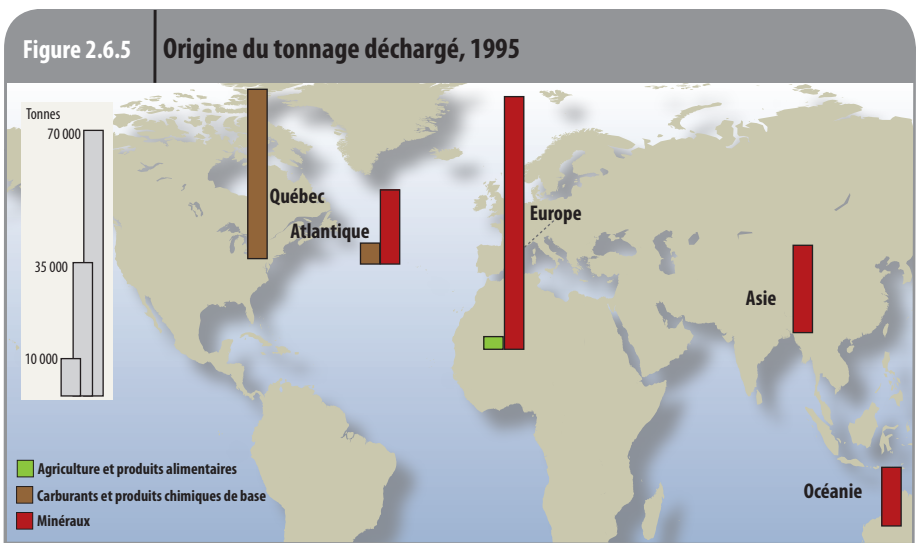 Figure 2.6.5
Origine du tonnage déchargé, 1995
Tonnes
70 000
35 000
10 000
Québec
Atlantique
Europe
Asie
Océanie
Agriculture et produits alimentaires
Carburants et produits chimiques de base
Minéraux